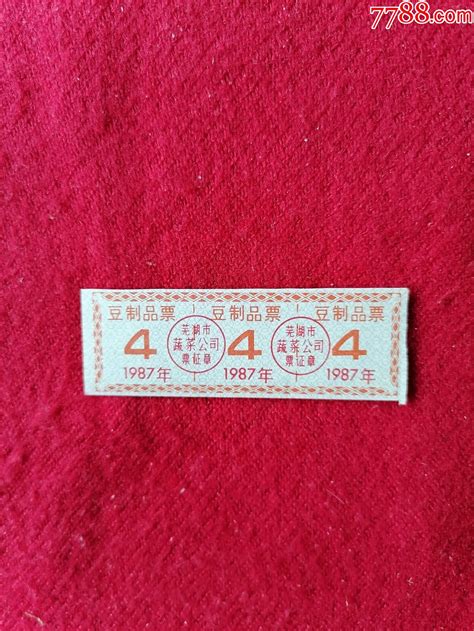 7788.com
豆制品票 豆制品票 豆制品票
芜湖市 芜湖市
4 蔬菜公司 4 蔬菜公司 4
票证章 票证章
1987年 1987年 1987年